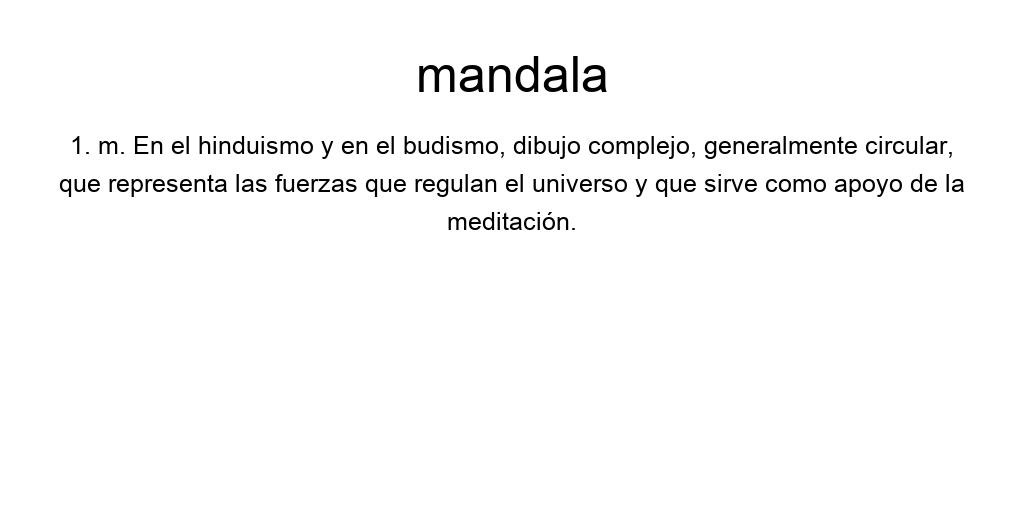 mandala
1. m. En el hinduismo y en el budismo, dibujo complejo, generalmente circular,
que representa las fuerzas que regulan el universo y que sirve como apoyo de la
meditación.